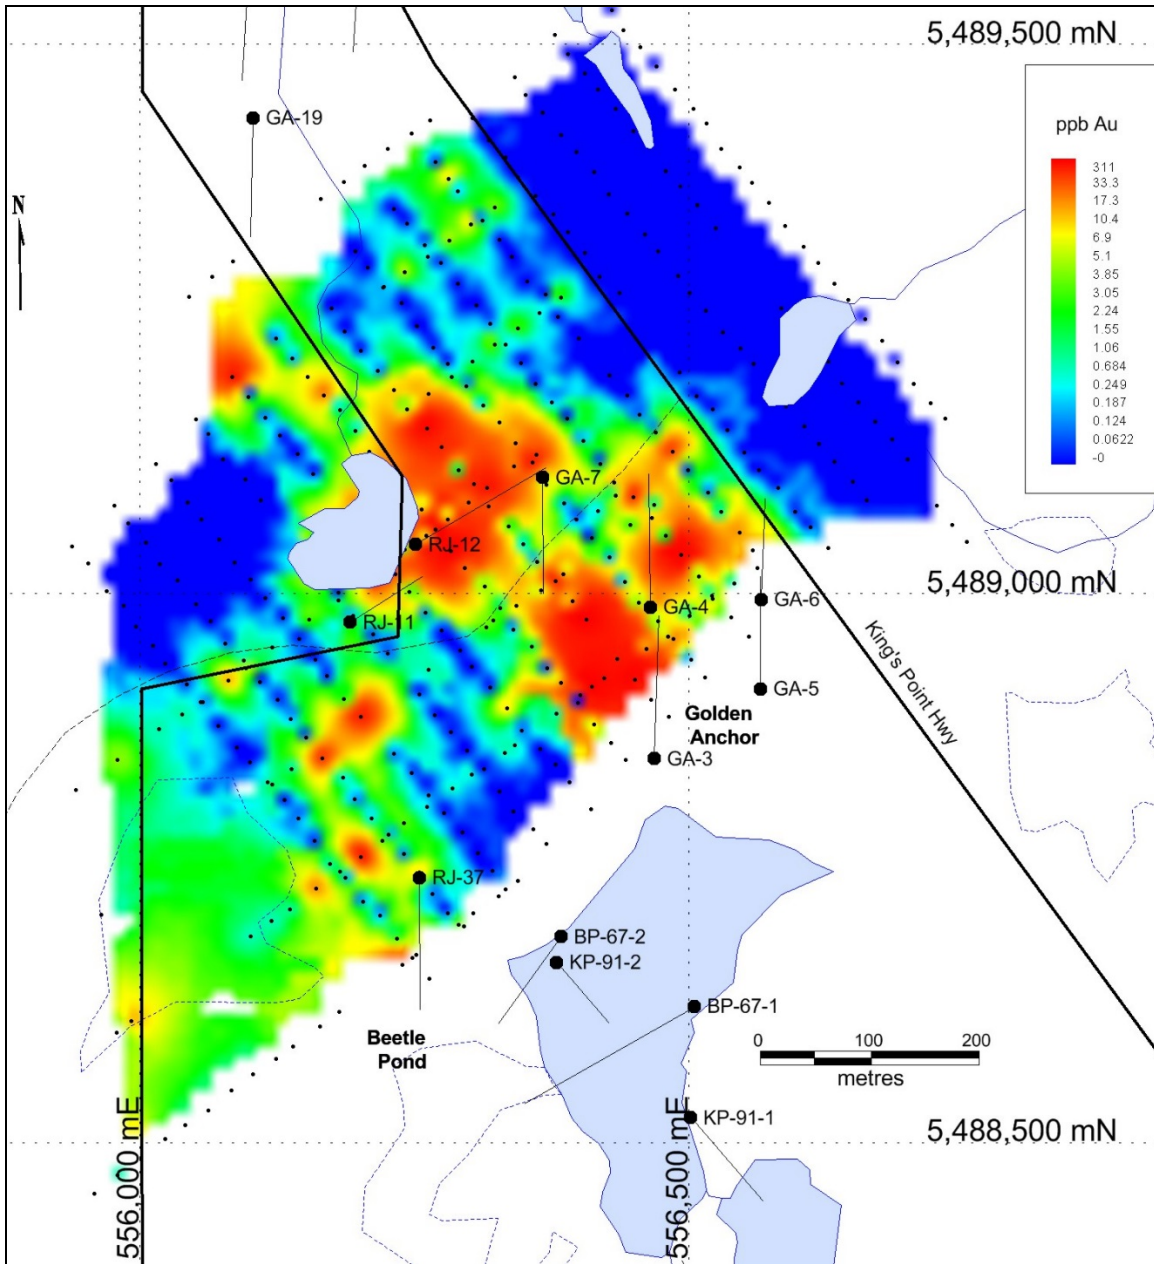 5,489,500 mN
ppb Au
311
33.3
17.3
10.4
6.9
5.1
3.85
3.05
2.24
1.55
1.06
0.684
0.249
0.187
0.124
0.0622
-0
GA-19
N
GA-7
RJ-12
5,489,000 mN
GA-4
GA-6
RJ-11
King's Point Hwy
GA-5
Golden
Anchor
GA-3
RJ-37
BP-67-2
KP-91-2
BP-67-1
Beetle
Pond
0 100 200
metres
KP-91-1
5,488,500 mN
556,000 mE
556,500 mE